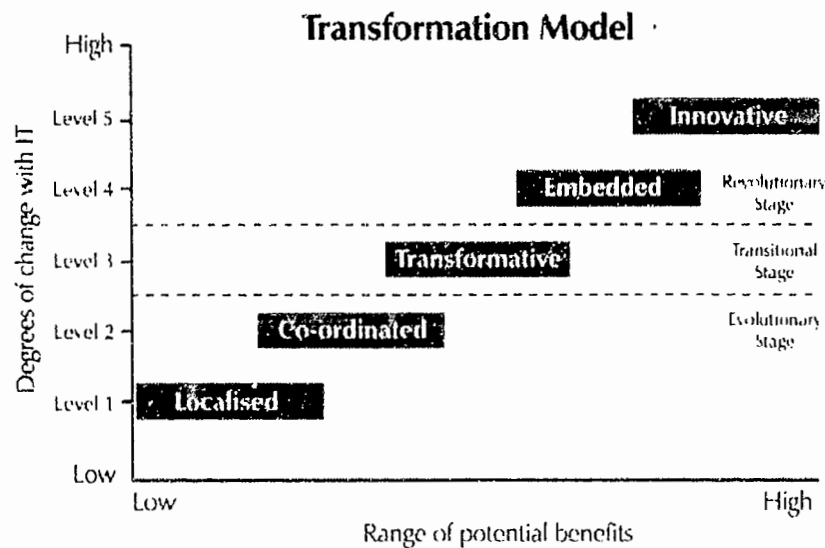 Transformation Model
High
Level 5
Innovative
Level 4
Embedded
Revolutionary
Stage
Level 3
Transformative
Transitional
Stage
Level 2
Co-ordinated
Evolutionary
Stage
Level 1
Localised
Low
Degrees of change with IT
Low
High
Range of potential benefits